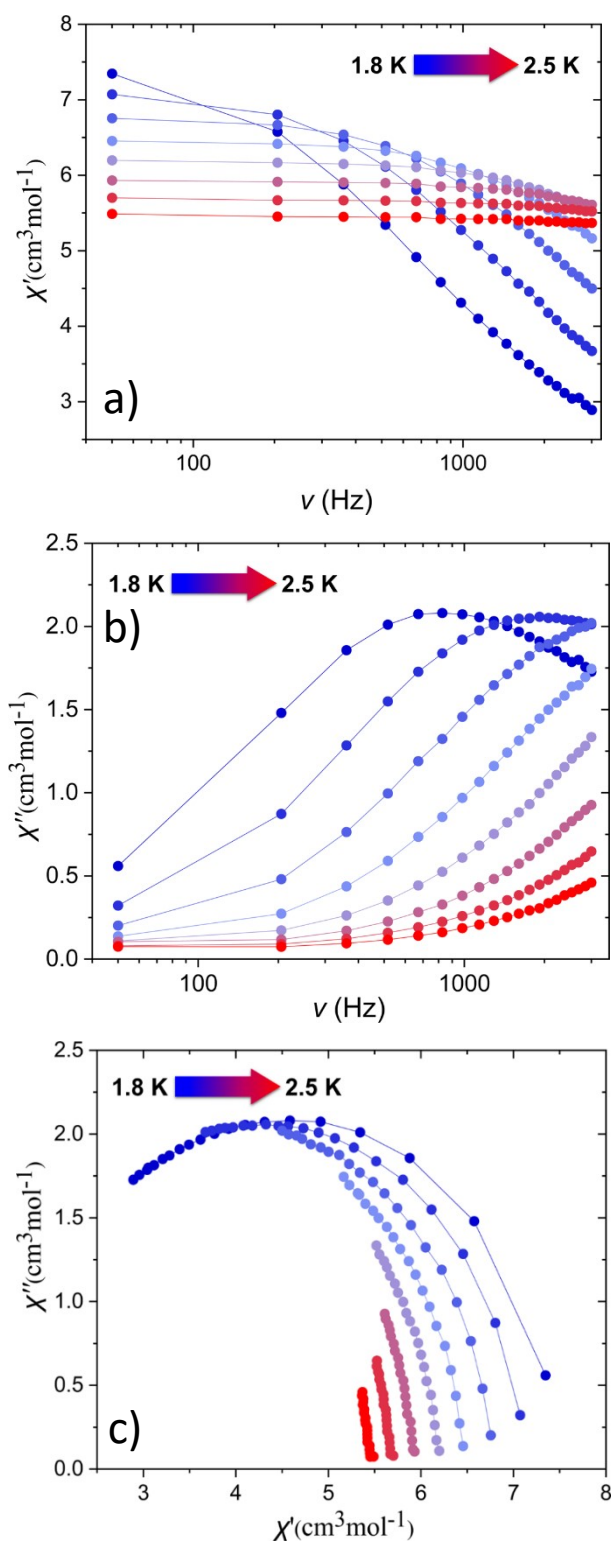 8
7
6
5
4
3
1.8 K 2.5 K
a)
χ'(cm³mol⁻¹)
100 1000
ν (Hz)
2.5
2.0
1.5
1.0
0.5
0.0
1.8 K 2.5 K
b)
χ''(cm³mol⁻¹)
100 1000
ν (Hz)
2.5
2.0
1.5
1.0
0.5
0.0
1.8 K 2.5 K
c)
χ''(cm³mol⁻¹)
3 4 5 6 7 8
χ'(cm³mol⁻¹)